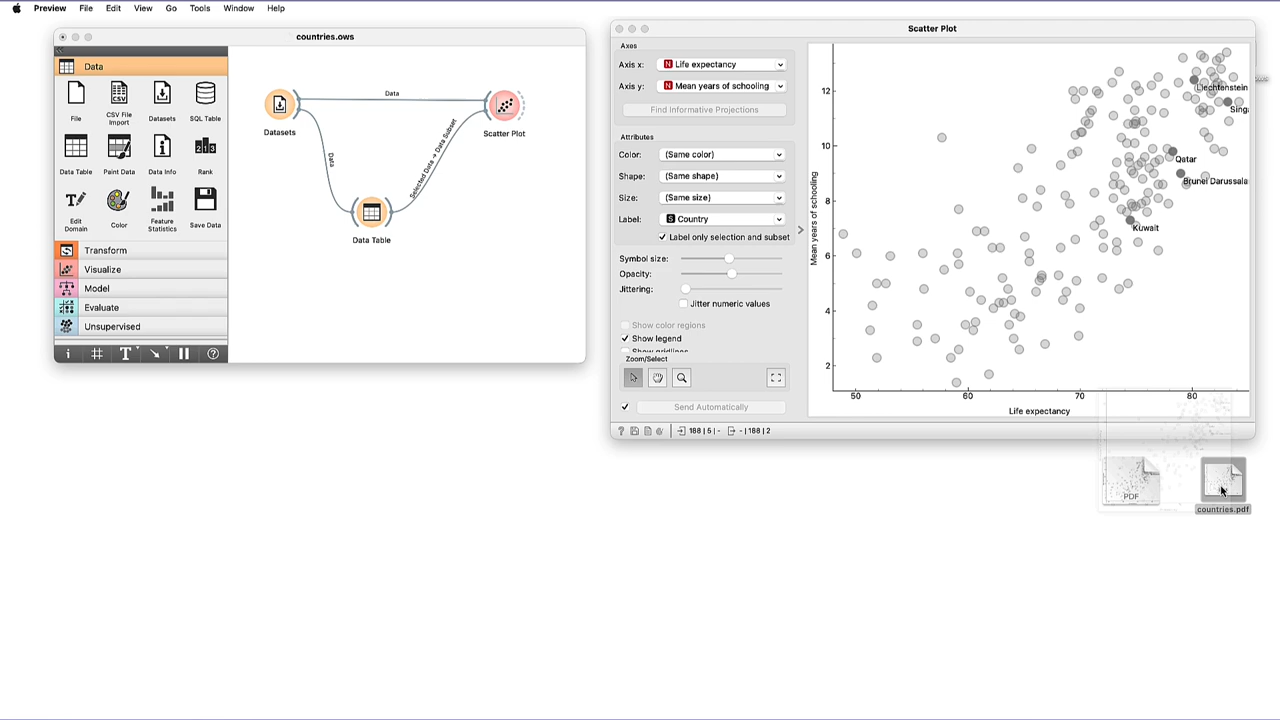 Preview File Edit View Go Tools Window Help
countries.ows
Data
File
CSV File
Import
Datasets
SQL Table
Data Table
Paint Data
Data Info
Rank
Edit
Domain
Color
Feature
Statistics
Save Data
Transform
Visualize
Model
Evaluate
Unsupervised
Datasets
Data
Scatter Plot
Data
Selected Data → Data Subset
Data Table
Scatter Plot
Axes
Axis x: N Life expectancy
Axis y: N Mean years of schooling
Find Informative Projections
Attributes
Color: (Same color)
Shape: (Same shape)
Size: (Same size)
Label: S Country
Label only selection and subset
Symbol size:
Opacity:
Jittering:
Jitter numeric values
Show color regions
Show legend
Show gridlines
Zoom/Select
Send Automatically
188 | 5 | - - | 188 | 2
Mean years of schooling
12
10
8
6
4
2
50 60 70 80
Life expectancy
Liechtenstein
Singa
Qatar
Brunei Darussala
Kuwait
PDF
countries.pdf